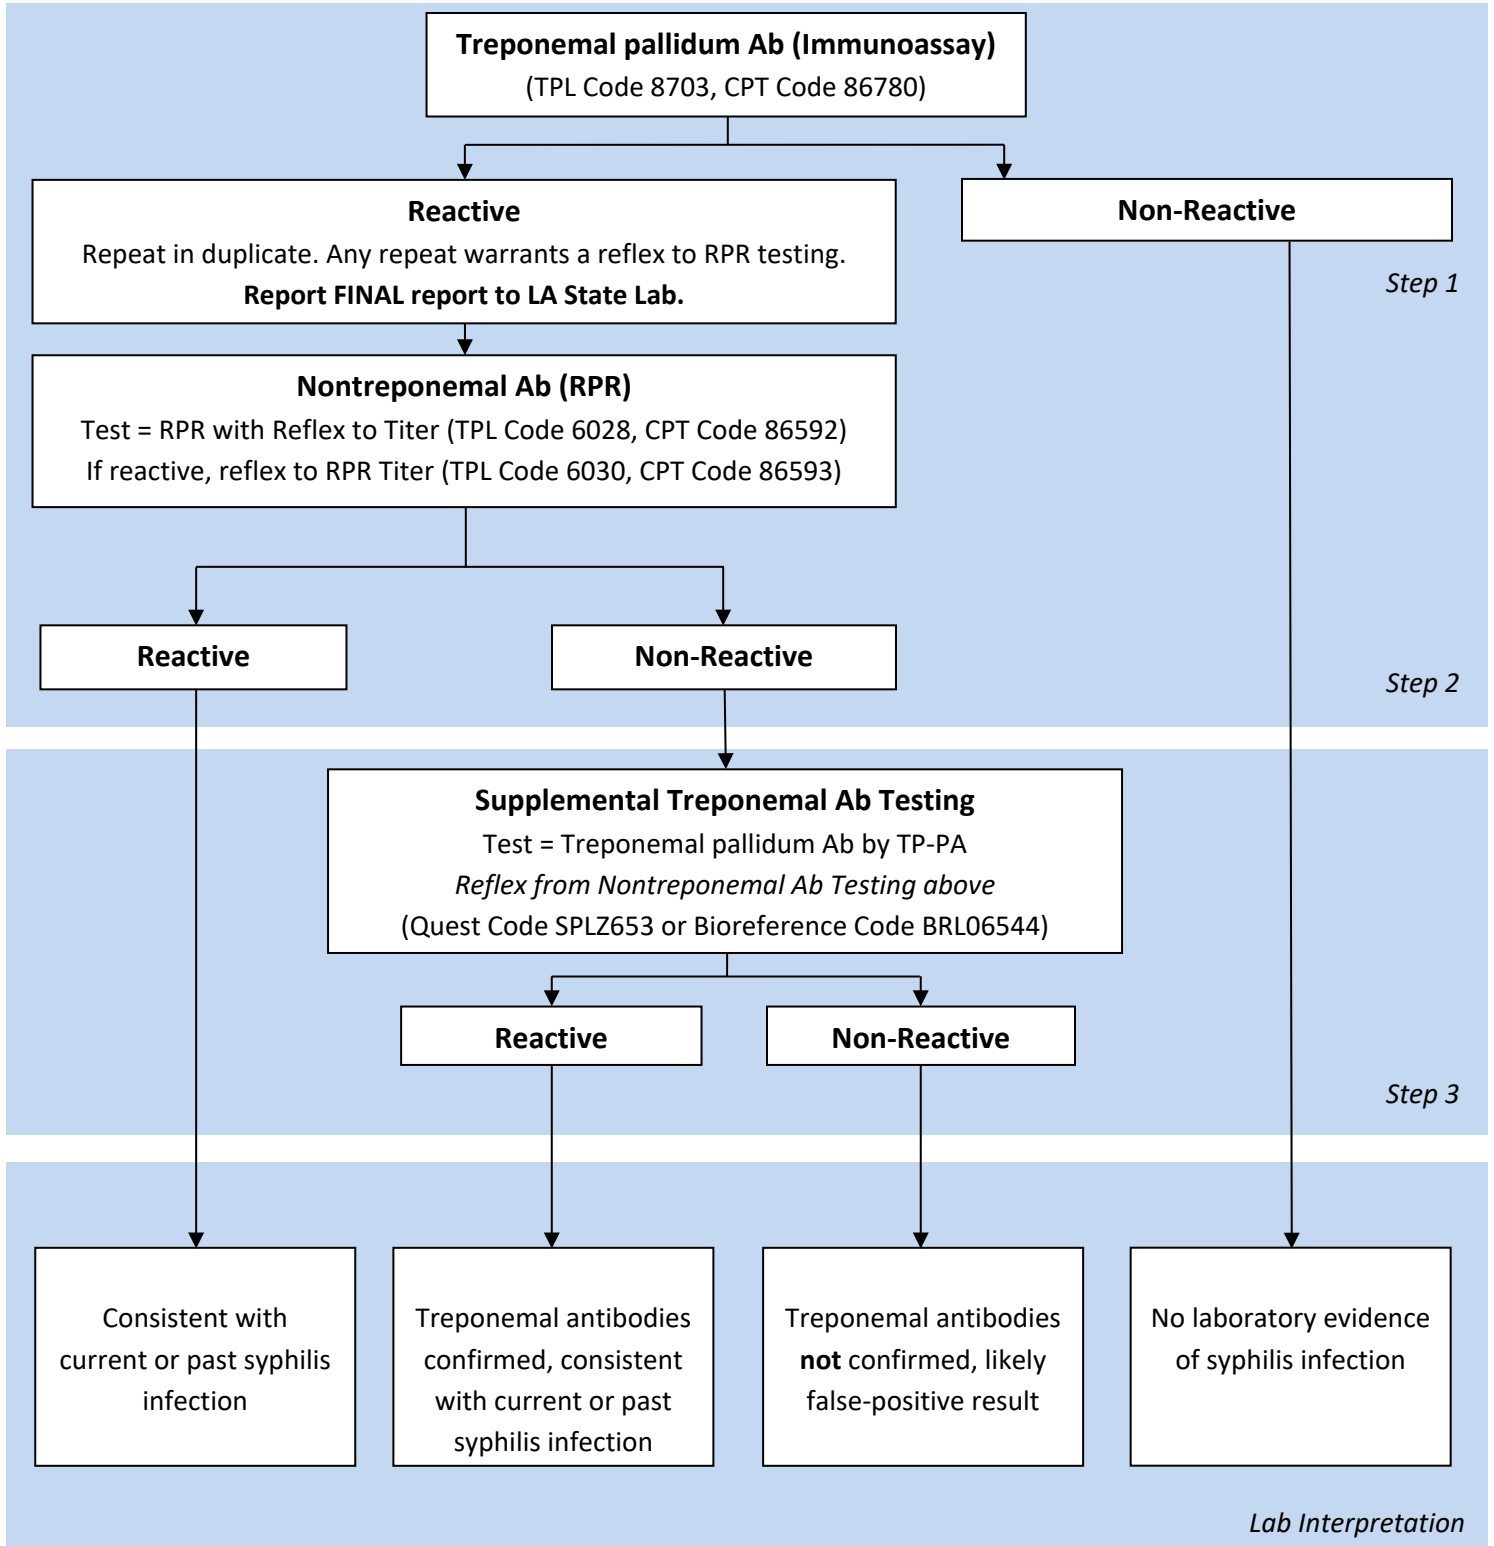 Treponemal pallidum Ab (Immunoassay)
(TPL Code 8703, CPT Code 86780)
Reactive
Repeat in duplicate. Any repeat warrants a reflex to RPR testing.
Report FINAL report to LA State Lab.
Non-Reactive
Step 1
Nontreponemal Ab (RPR)
Test = RPR with Reflex to Titer (TPL Code 6028, CPT Code 86592)
If reactive, reflex to RPR Titer (TPL Code 6030, CPT Code 86593)
Reactive
Non-Reactive
Step 2
Supplemental Treponemal Ab Testing
Test = Treponemal pallidum Ab by TP-PA
Reflex from Nontreponemal Ab Testing above
(Quest Code SPLZ653 or Bioreference Code BRL06544)
Reactive
Non-Reactive
Step 3
Consistent with
current or past syphilis
infection
Treponemal antibodies
confirmed, consistent
with current or past
syphilis infection
Treponemal antibodies
not confirmed, likely
false-positive result
No laboratory evidence
of syphilis infection
Lab Interpretation